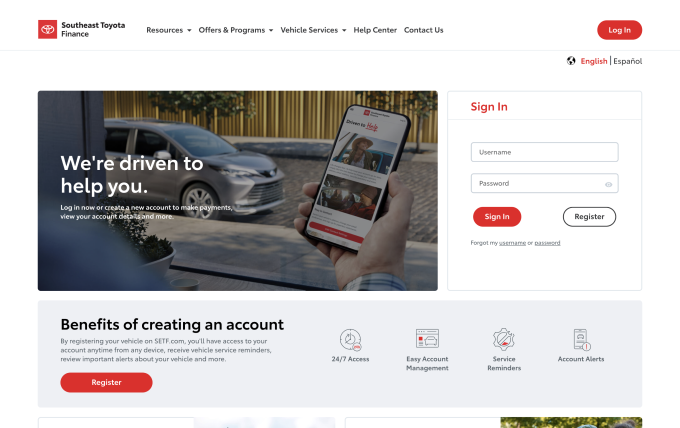 Southeast Toyota
Finance
Resources
Offers & Programs
Vehicle Services
Help Center
Contact Us
Log In
English | Español
We're driven to
help you.
Log in now or create a new account to make payments,
view your account details and more.
Driven to Help
Sign In
Username
Password
Sign In
Register
Forgot my username or password
Benefits of creating an account
By registering your vehicle on SETF.com, you'll have access to your
account anytime from any device, receive vehicle service reminders,
review important alerts about your vehicle and more.
Register
24/7 Access
Easy Account
Management
Service
Reminders
Account Alerts